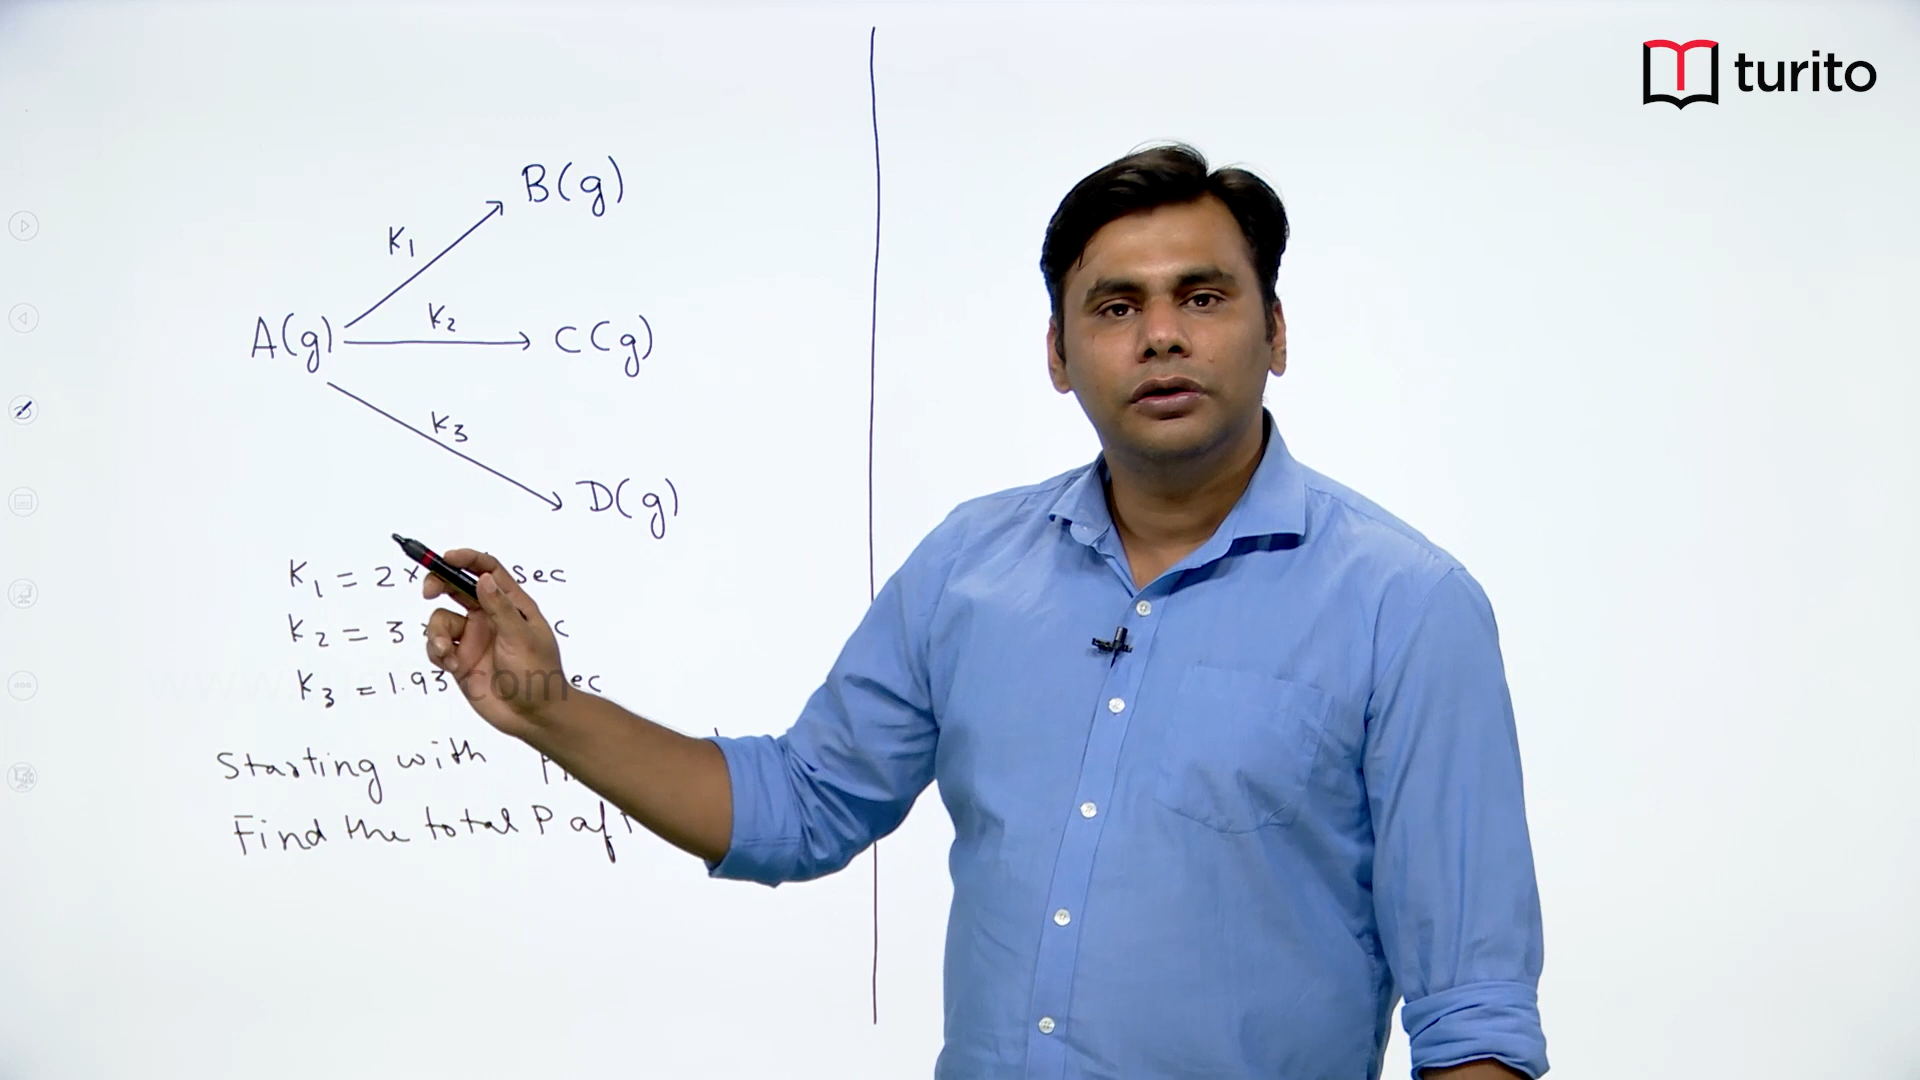 turito
B(g)
K1
A(g)
K2
C(g)
K3
D(g)
K1 = 2× sec
K2 = 3
K3 = 1.93
Starting with
Find the total P